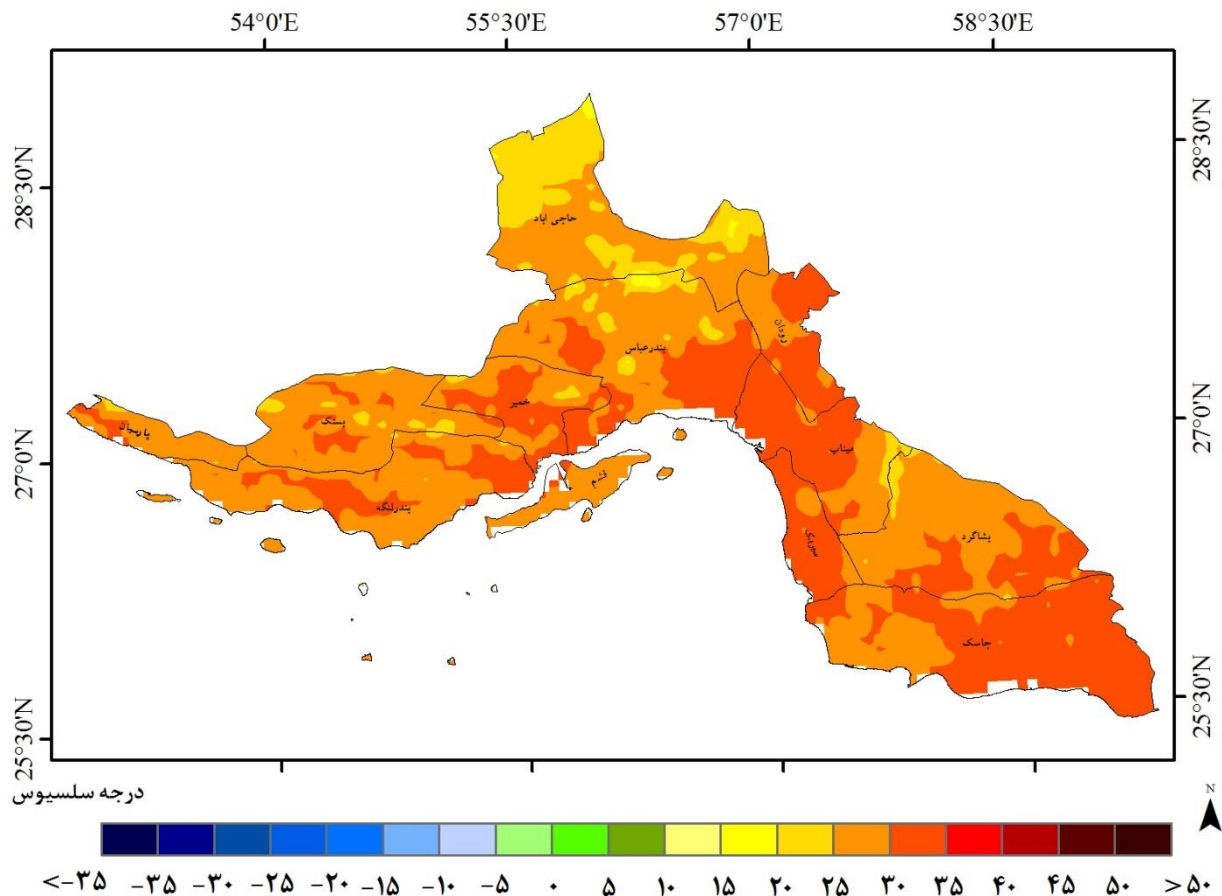 54°0'E 55°30'E 57°0'E 58°30'E
28°30'N
28°30'N
حاجی اباد
رودان
بندرعباس
خمیر
بستک
پارسیان
27°0'N
میناب
27°0'N
قشم
بندرلنگه
سیریک
بشاگرد
جاسک
25°30'N
25°30'N
درجه سلسیوس
N
<-۳۵ -۳۵ -۳۰ -۲۵ -۲۰ -۱۵ -۱۰ -۵ ۰ ۵ ۱۰ ۱۵ ۲۰ ۲۵ ۳۰ ۳۵ ۴۰ ۴۵ ۵۰ >۵۰